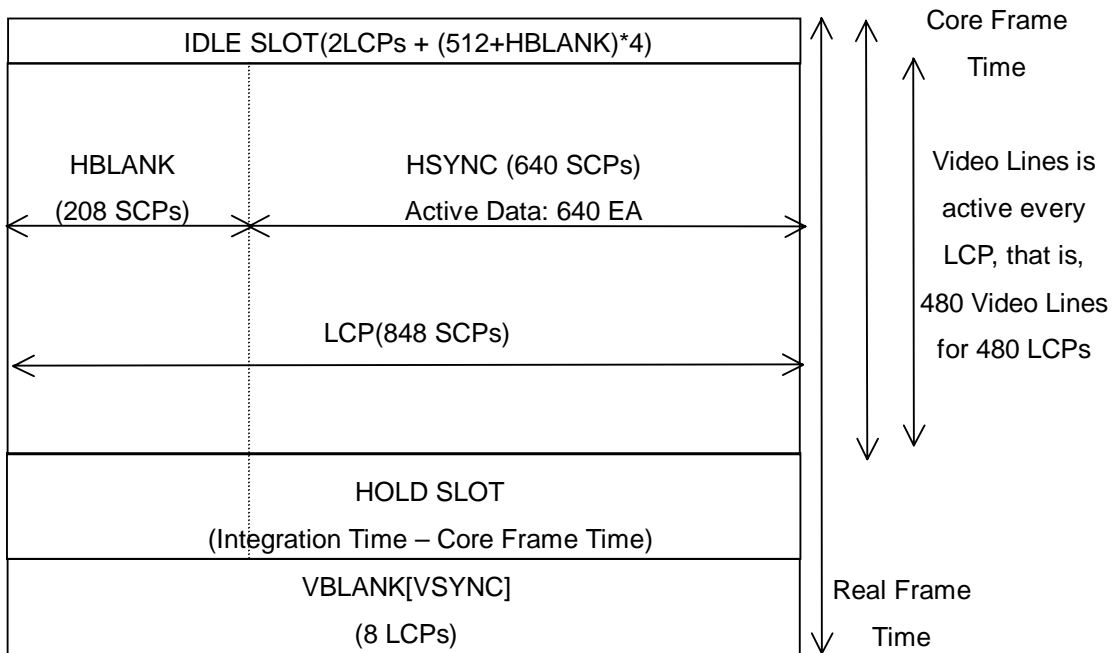 IDLE SLOT(2LCPs + (512+HBLANK)*4)
Core Frame
Time
HBLANK
(208 SCPs)
HSYNC (640 SCPs)
Active Data: 640 EA
Video Lines is
active every
LCP, that is,
480 Video Lines
for 480 LCPs
LCP(848 SCPs)
HOLD SLOT
(Integration Time – Core Frame Time)
VBLANK[VSYNC]
(8 LCPs)
Real Frame
Time